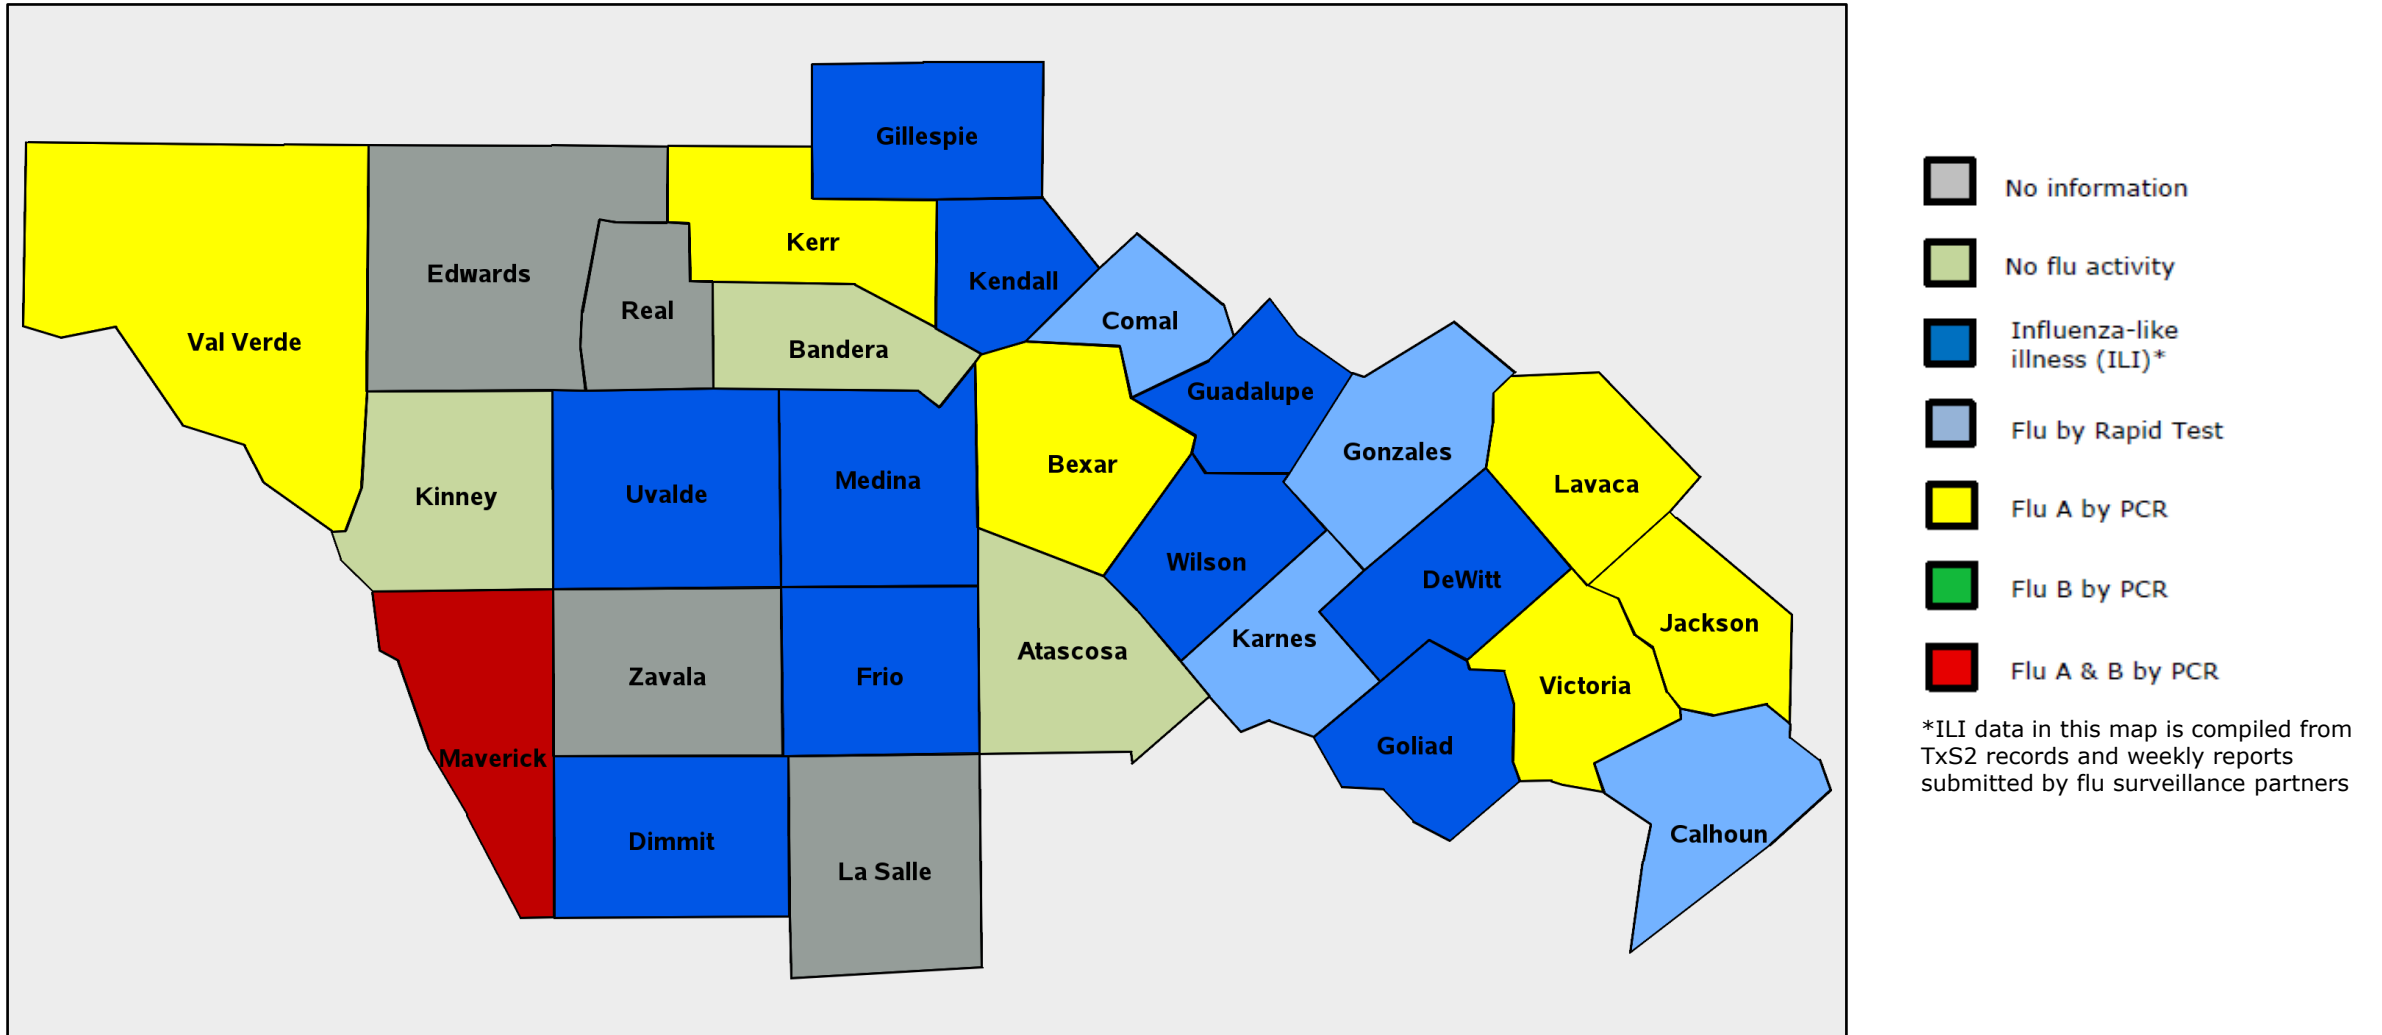 Gillespie
Kerr
Edwards
Kendall
Real
Comal
Val Verde
Bandera
Guadalupe
Gonzales
Bexar
Medina
Lavaca
Uvalde
Kinney
Wilson
DeWitt
Jackson
Karnes
Atascosa
Zavala
Frio
Victoria
Goliad
Maverick
Calhoun
Dimmit
La Salle
No information
No flu activity
Influenza-like
illness (ILI)*
Flu by Rapid Test
Flu A by PCR
Flu B by PCR
Flu A & B by PCR
*ILI data in this map is compiled from
TxS2 records and weekly reports
submitted by flu surveillance partners